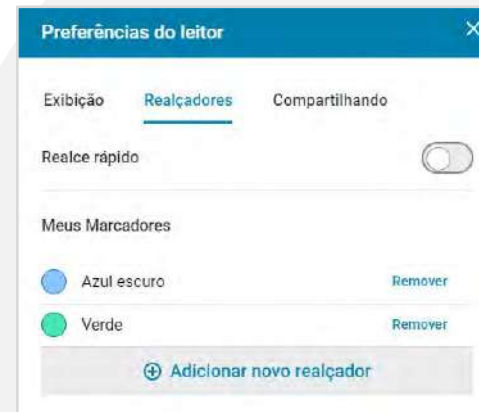 Preferências do leitor
Exibição Realçadores Compartilhando
Realce rápido
Meus Marcadores
Azul escuro Remover
Verde Remover
Adicionar novo realçador